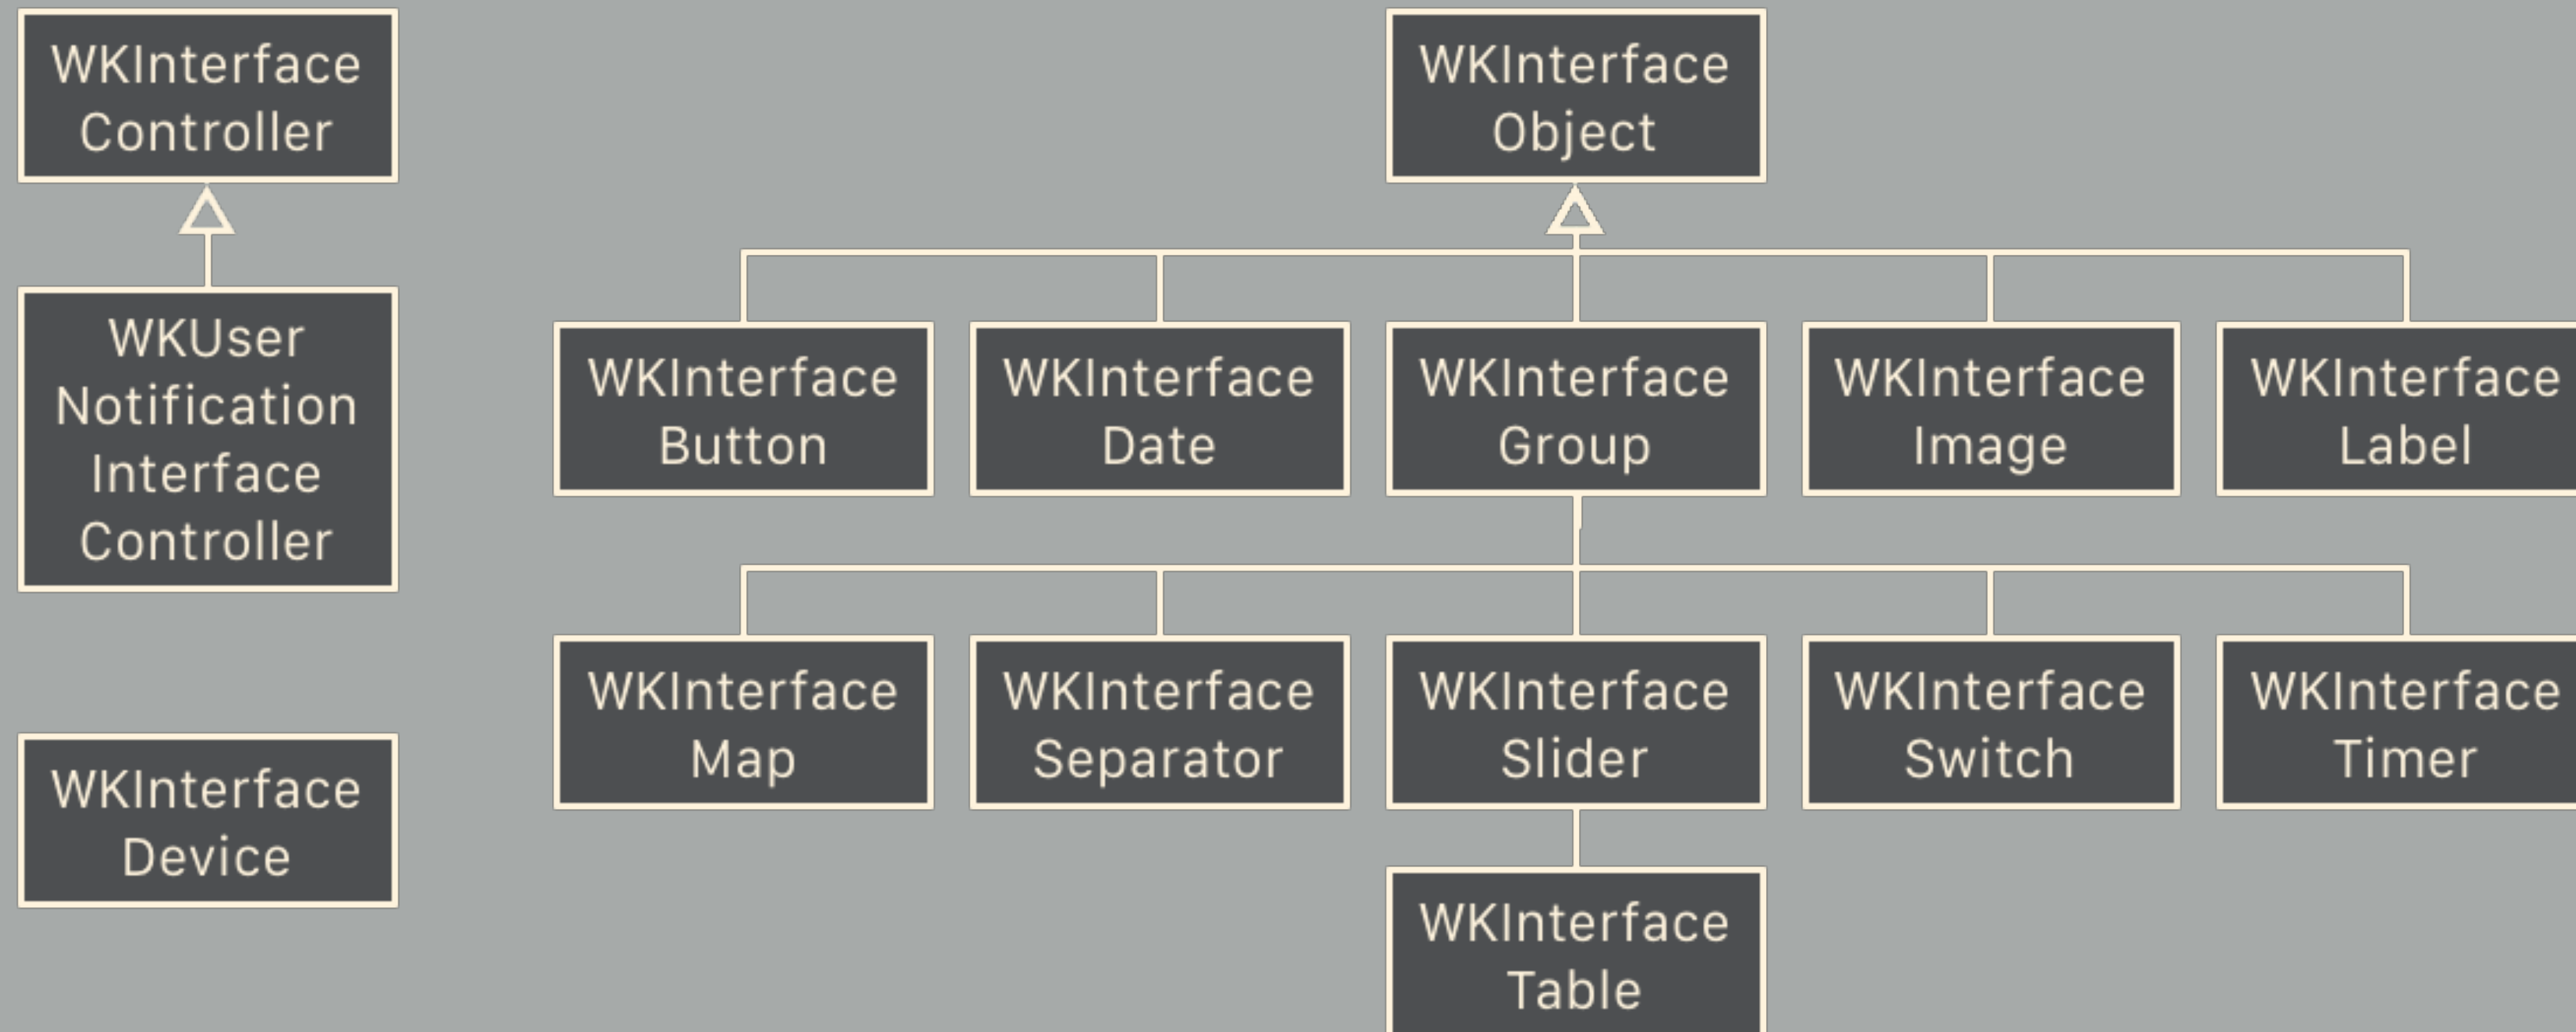 WKInterface
Controller
WKInterface
Object
WKUser
Notification
Interface
Controller
WKInterface
Button
WKInterface
Date
WKInterface
Group
WKInterface
Image
WKInterface
Label
WKInterface
Device
WKInterface
Map
WKInterface
Separator
WKInterface
Slider
WKInterface
Switch
WKInterface
Timer
WKInterface
Table